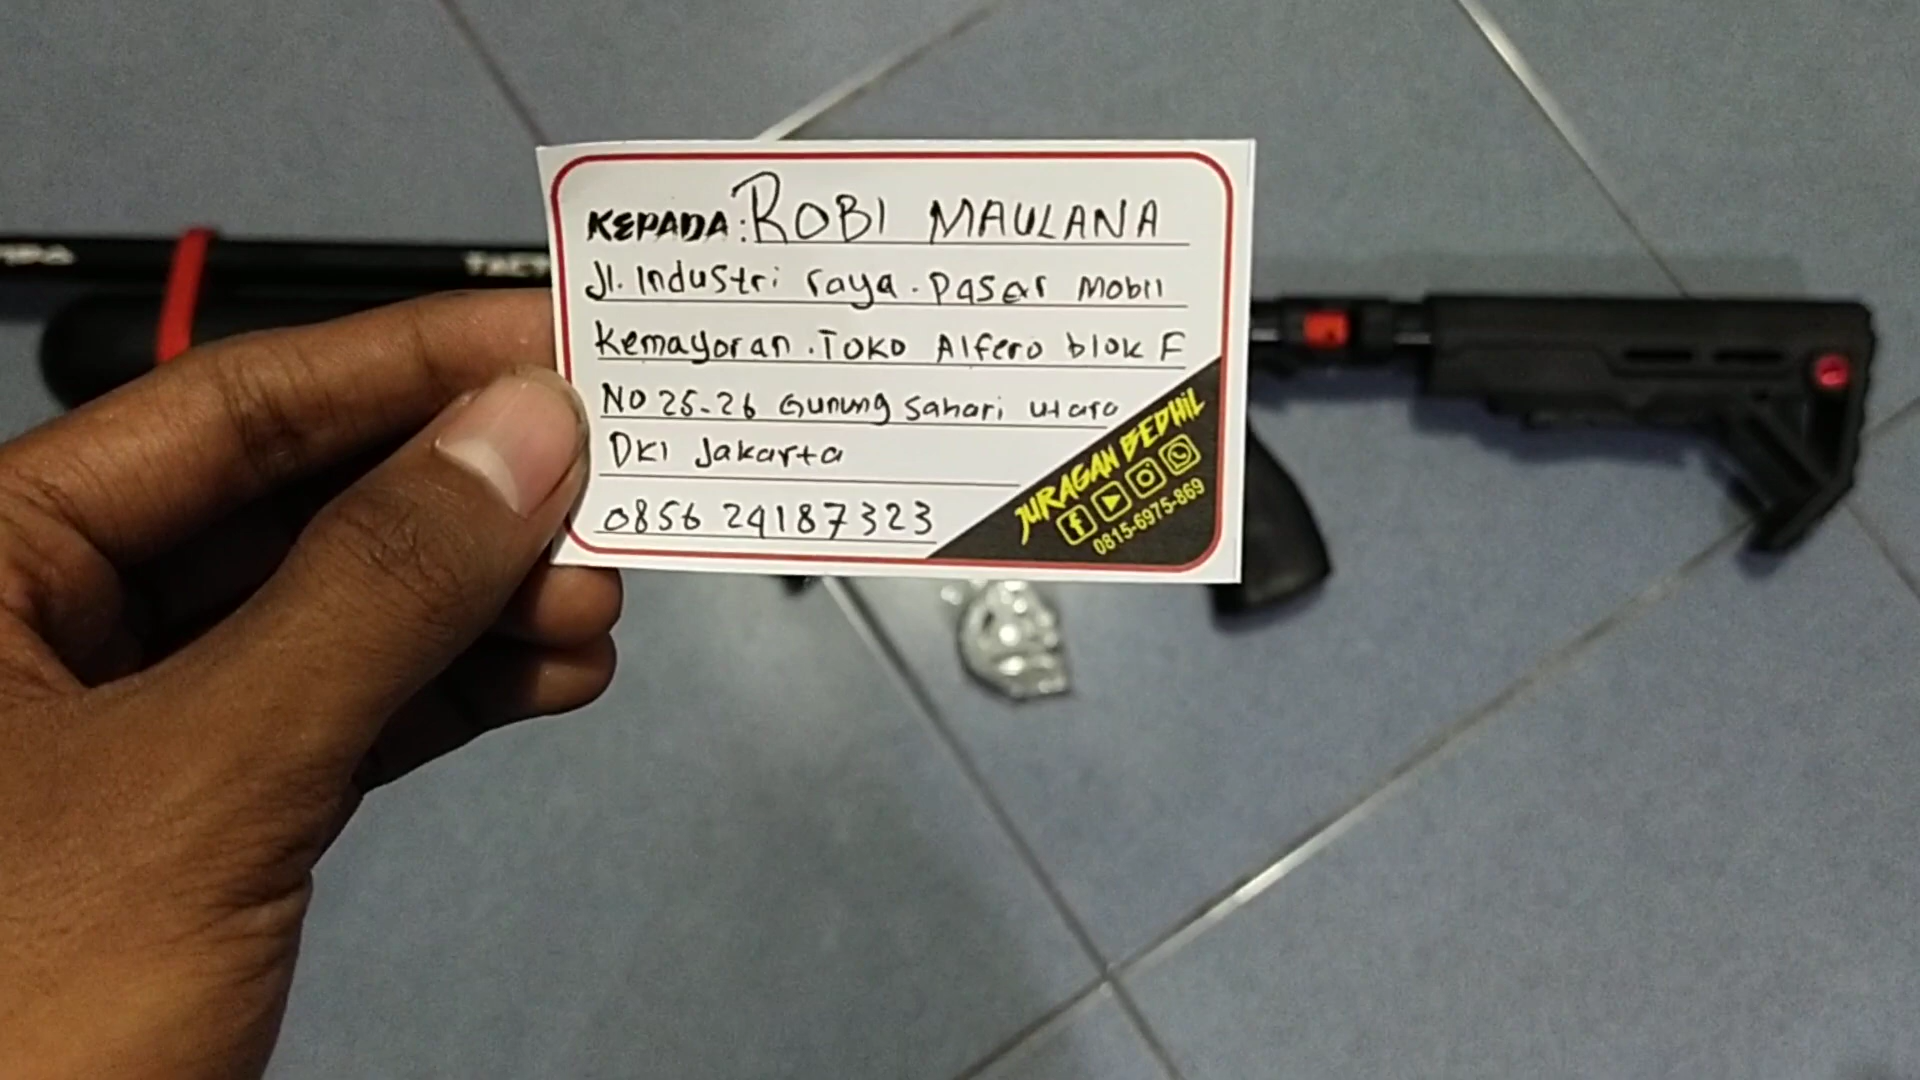 TACT
KEPADA: ROBI MAULANA
Jl. Industri raya. Pasar Mobil
Kemayoran. Toko Alfero blok F
NO 25-26 Gunung Sahari utara
DKI Jakarta
0856 24187323
JURAGAN BEDHIL
0815-6975-869